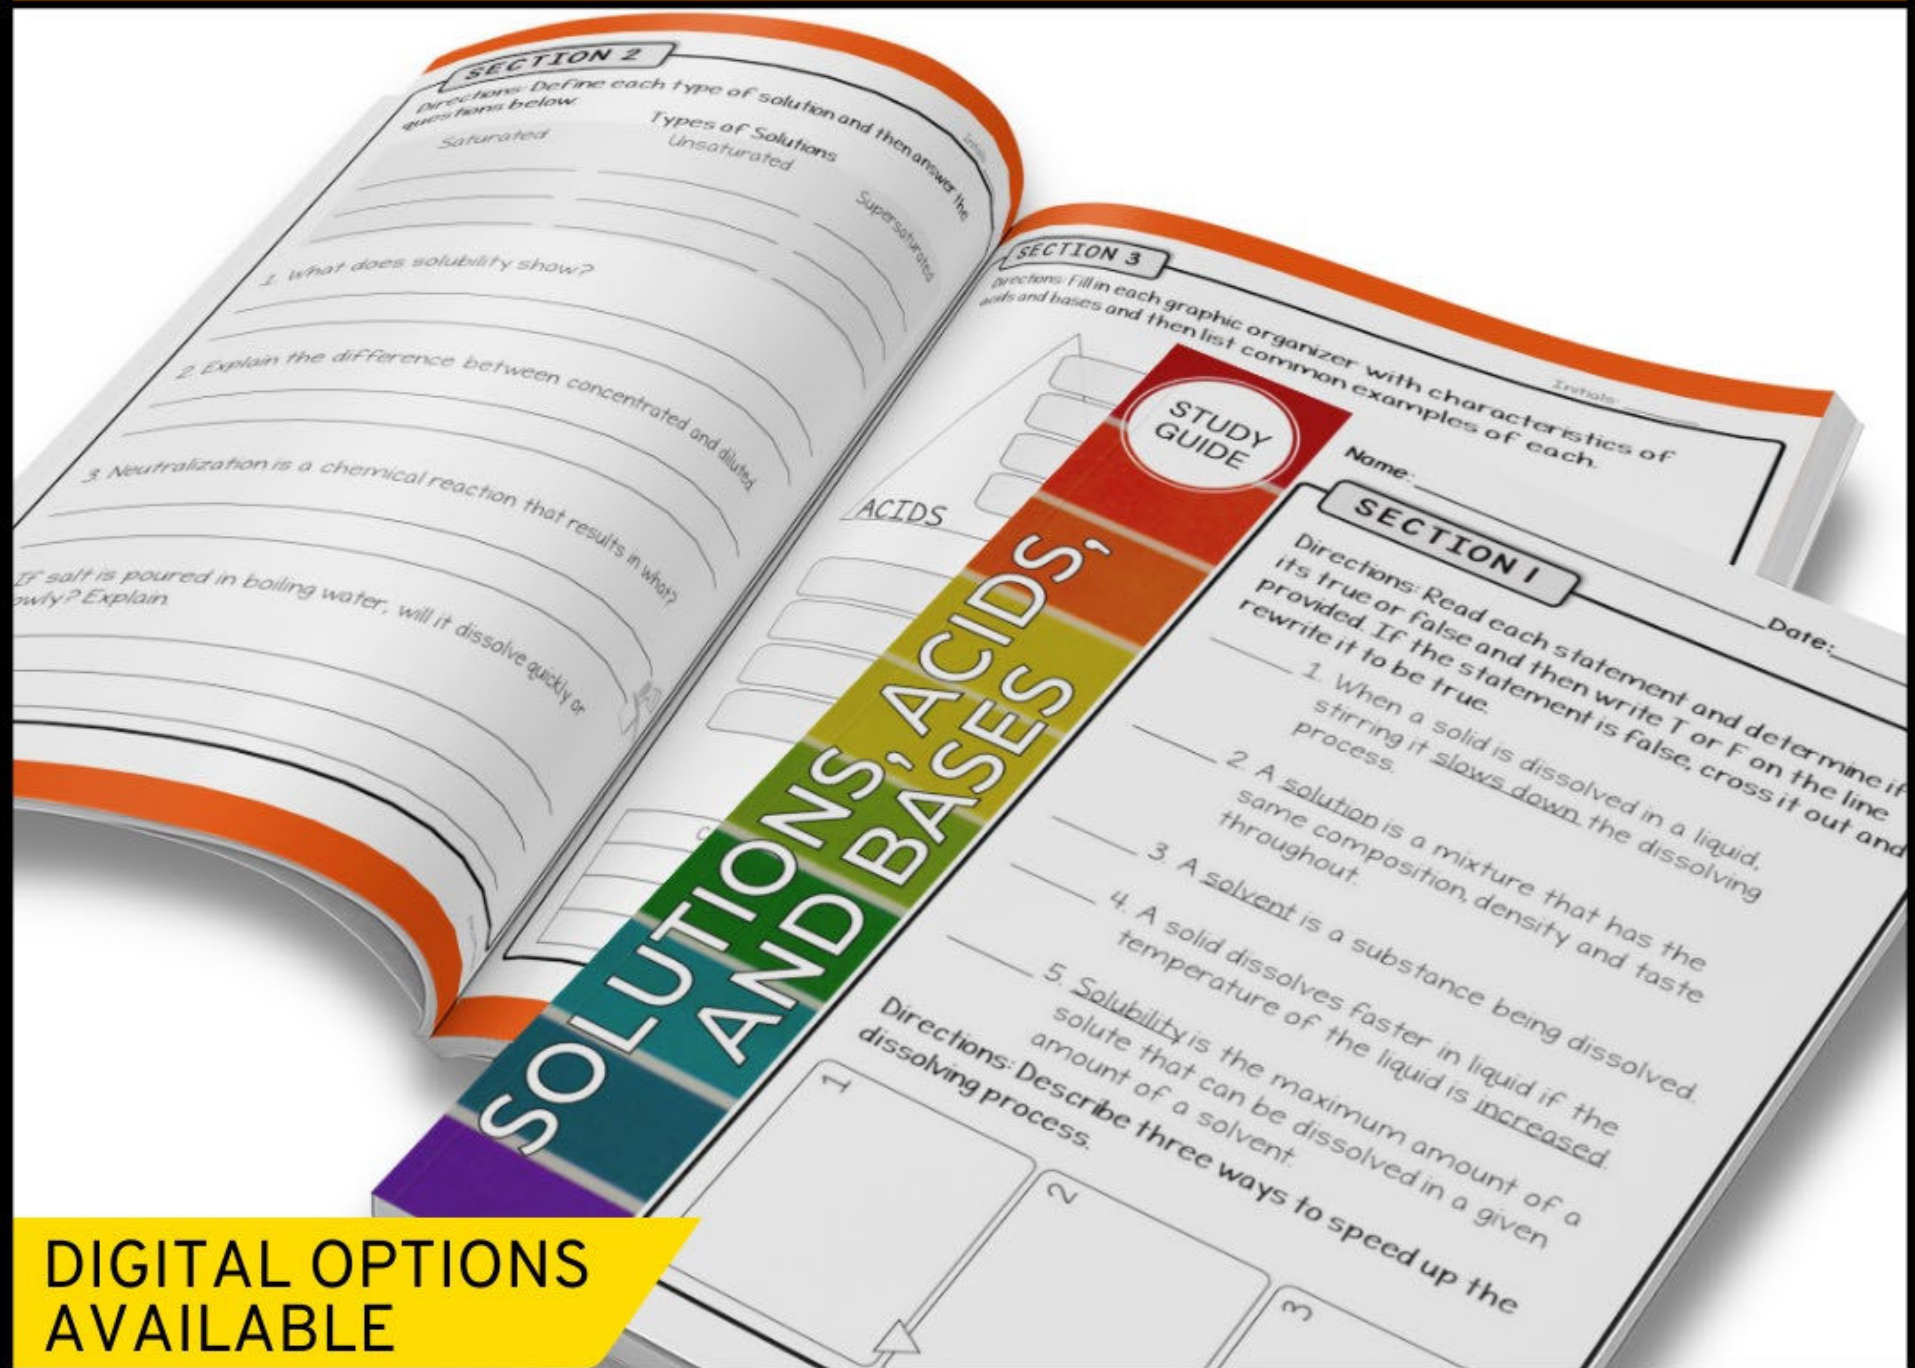 SECTION 2
Directions: Define each type of solution and then answer the
questions below.
Initials
Types of Solutions
Saturated
Unsaturated
Supersaturated
1. What does solubility show?
2. Explain the difference between concentrated and diluted.
3. Neutralization is a chemical reaction that results in what?
If salt is poured in boiling water, will it dissolve quickly or
owly? Explain.
SECTION 3
Directions: Fill in each graphic organizer with characteristics of
acids and bases and then list common examples of each.
Initials:
ACIDS
C
STUDY
GUIDE
SOLUTIONS, ACIDS,
AND BASES
Name:
Date:
SECTION 1
Directions: Read each statement and determine if
its true or false and then write T or F on the line
provided. If the statement is false, cross it out and
rewrite it to be true.
1. When a solid is dissolved in a liquid,
stirring it slows down the dissolving
process.
2. A solution is a mixture that has the
same composition, density and taste
throughout.
3. A solvent is a substance being dissolved.
4. A solid dissolves faster in liquid if the
temperature of the liquid is increased.
5. Solubility is the maximum amount of a
solute that can be dissolved in a given
amount of a solvent.
Directions: Describe three ways to speed up the
dissolving process.
1
2
3
DIGITAL OPTIONS
AVAILABLE